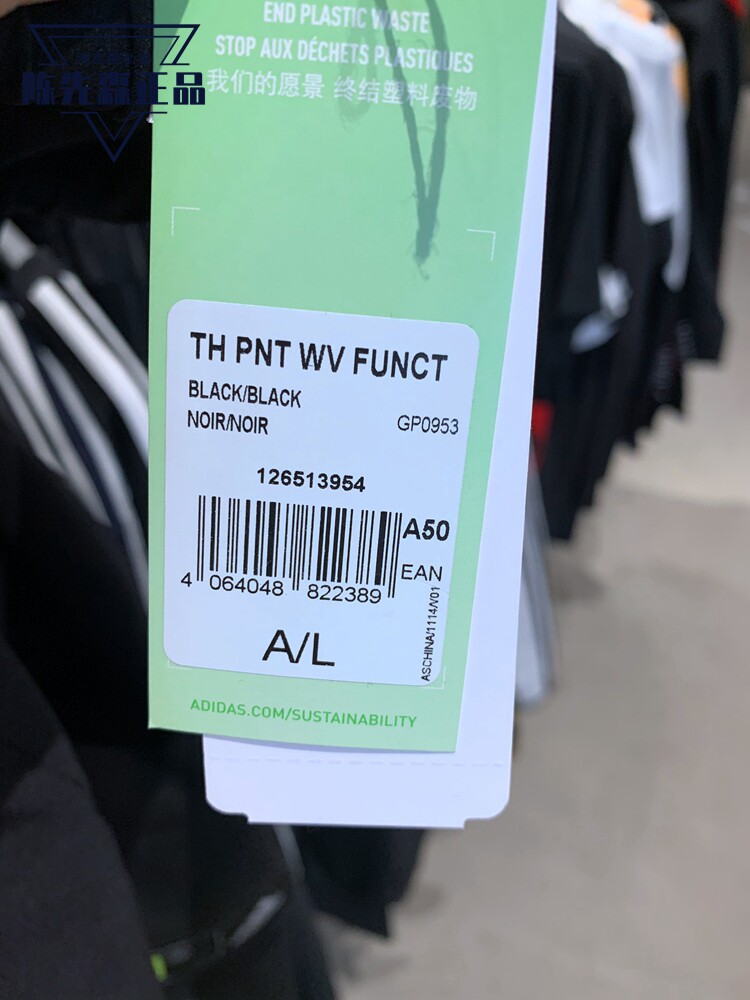 END PLASTIC WASTE
STOP AUX DÉCHETS PLASTIQUES
我们的愿景 终结塑料废物
陈先森正品
TH PNT WV FUNCT
BLACK/BLACK
NOIR/NOIR
GP0953
126513954
A50
EAN
4 064048 822389
ASCHINA/1114/V01
A/L
ADIDAS.COM/SUSTAINABILITY